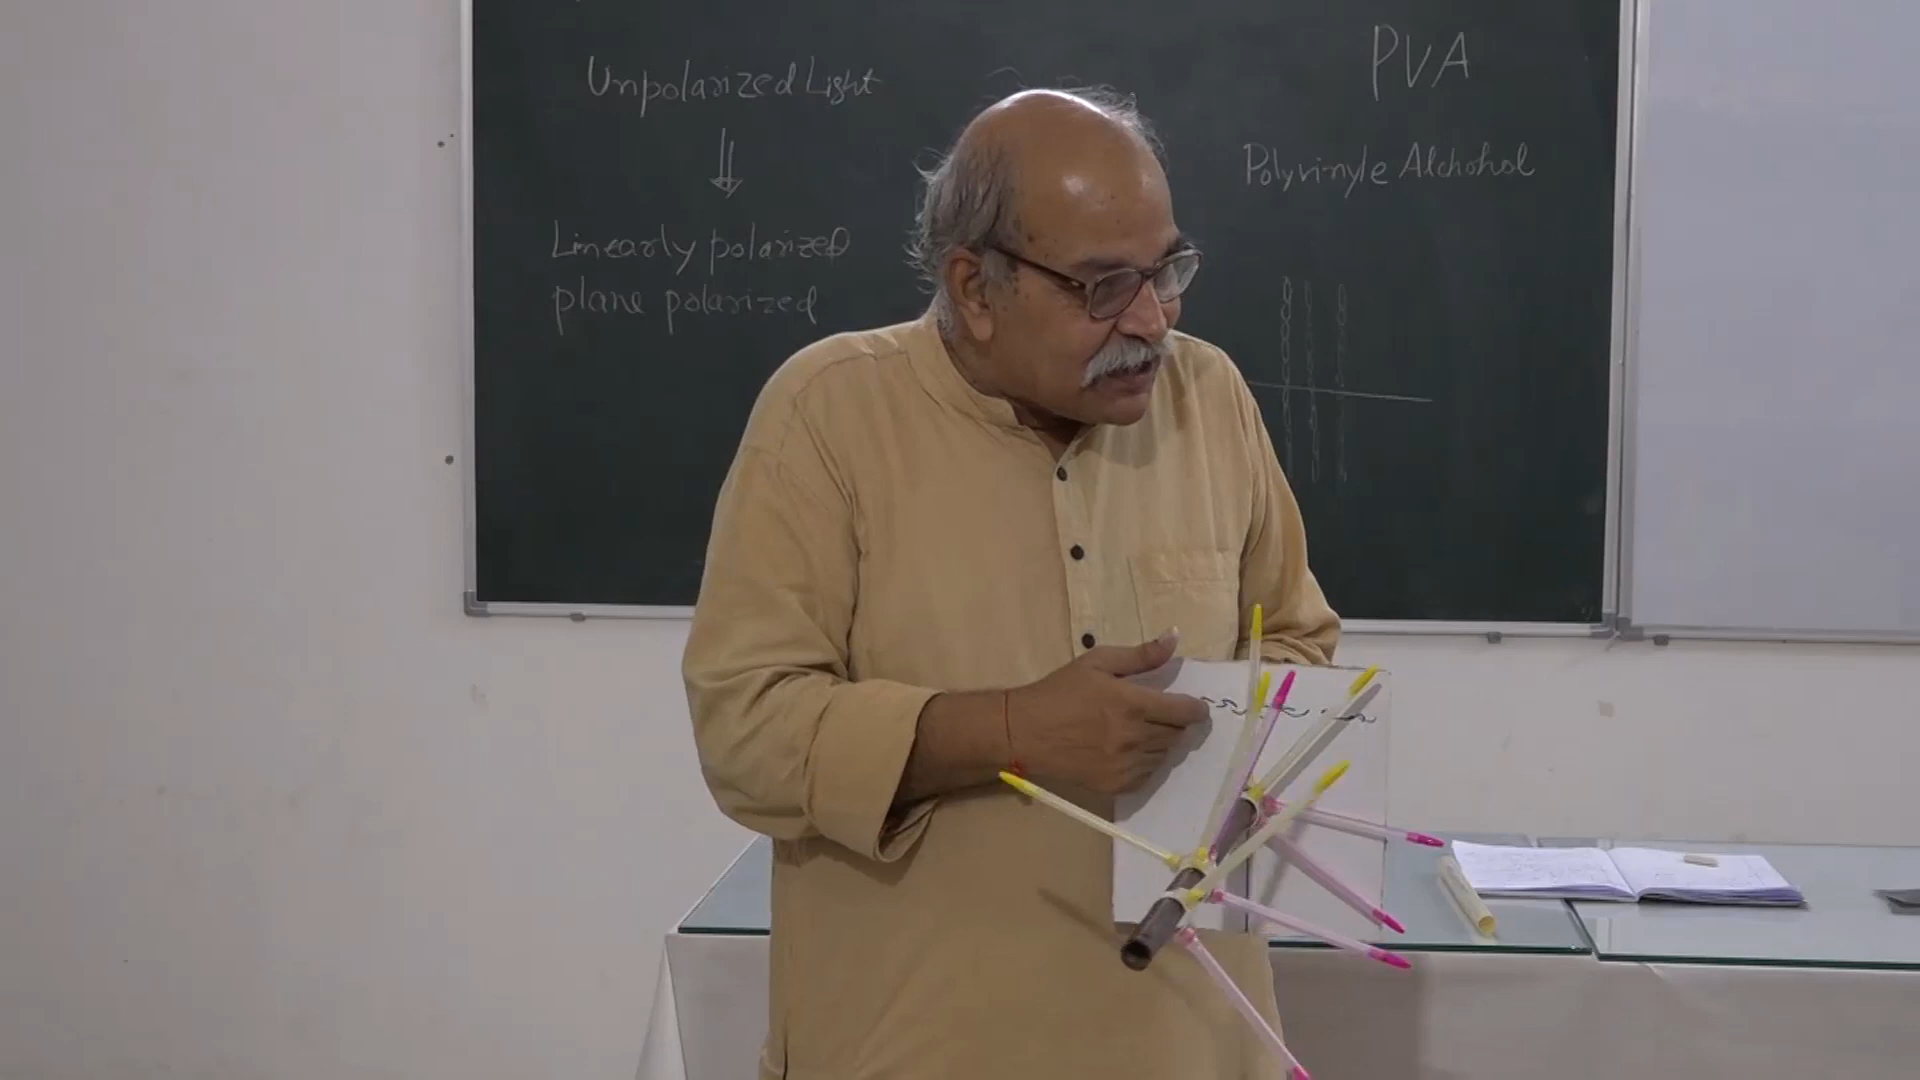 Unpolarized Light
Linearly polarized
plane polarized
PVA
Polyvinyle Alchohol